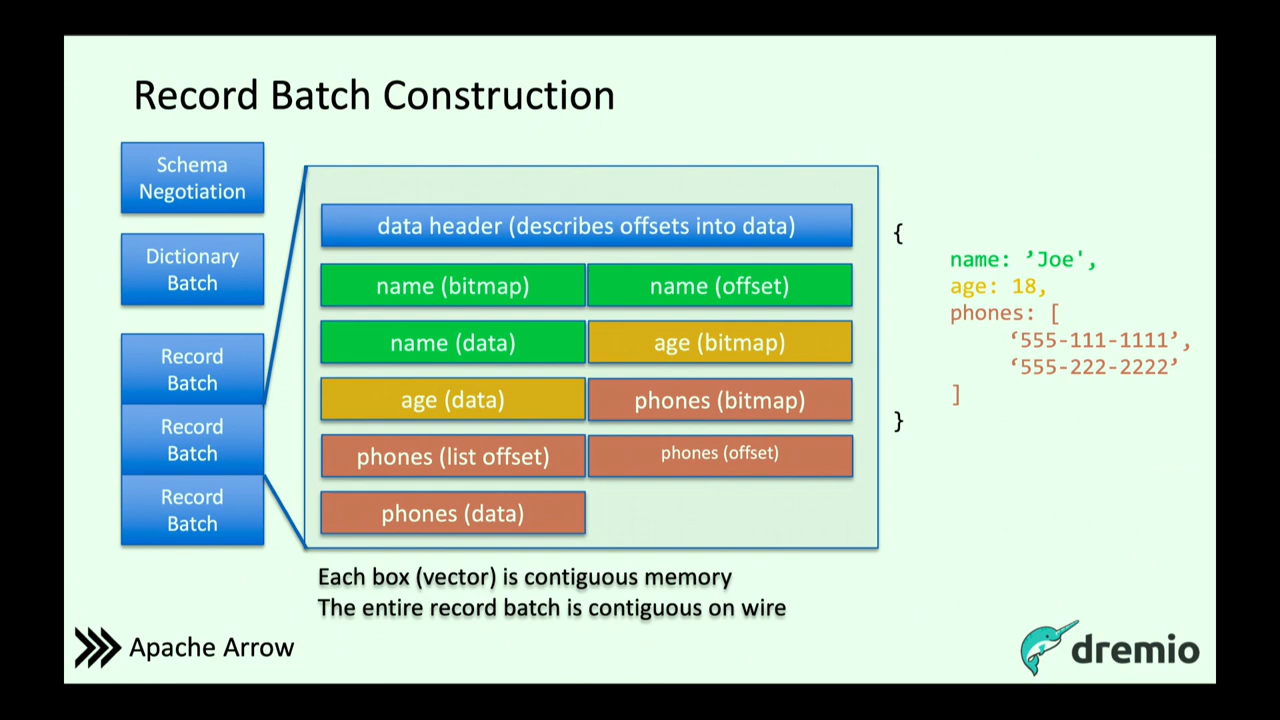 Record Batch Construction
Schema
Negotiation
Dictionary
Batch
Record
Batch
Record
Batch
Record
Batch
data header (describes offsets into data)
name (bitmap)
name (offset)
name (data)
age (bitmap)
age (data)
phones (bitmap)
phones (list offset)
phones (offset)
phones (data)
{
name: ’Joe',
age: 18,
phones: [
‘555-111-1111’,
‘555-222-2222’
]
}
Each box (vector) is contiguous memory
The entire record batch is contiguous on wire
Apache Arrow
dremio